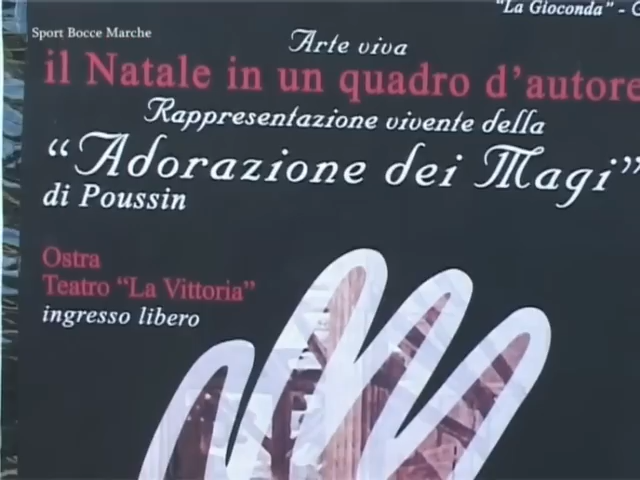 "La Gioconda" -
Sport Bocce Marche
Arte viva
il Natale in un quadro d'autore
Rappresentazione vivente della
"Adorazione dei Magi"
di Poussin
Ostra
Teatro "La Vittoria"
ingresso libero